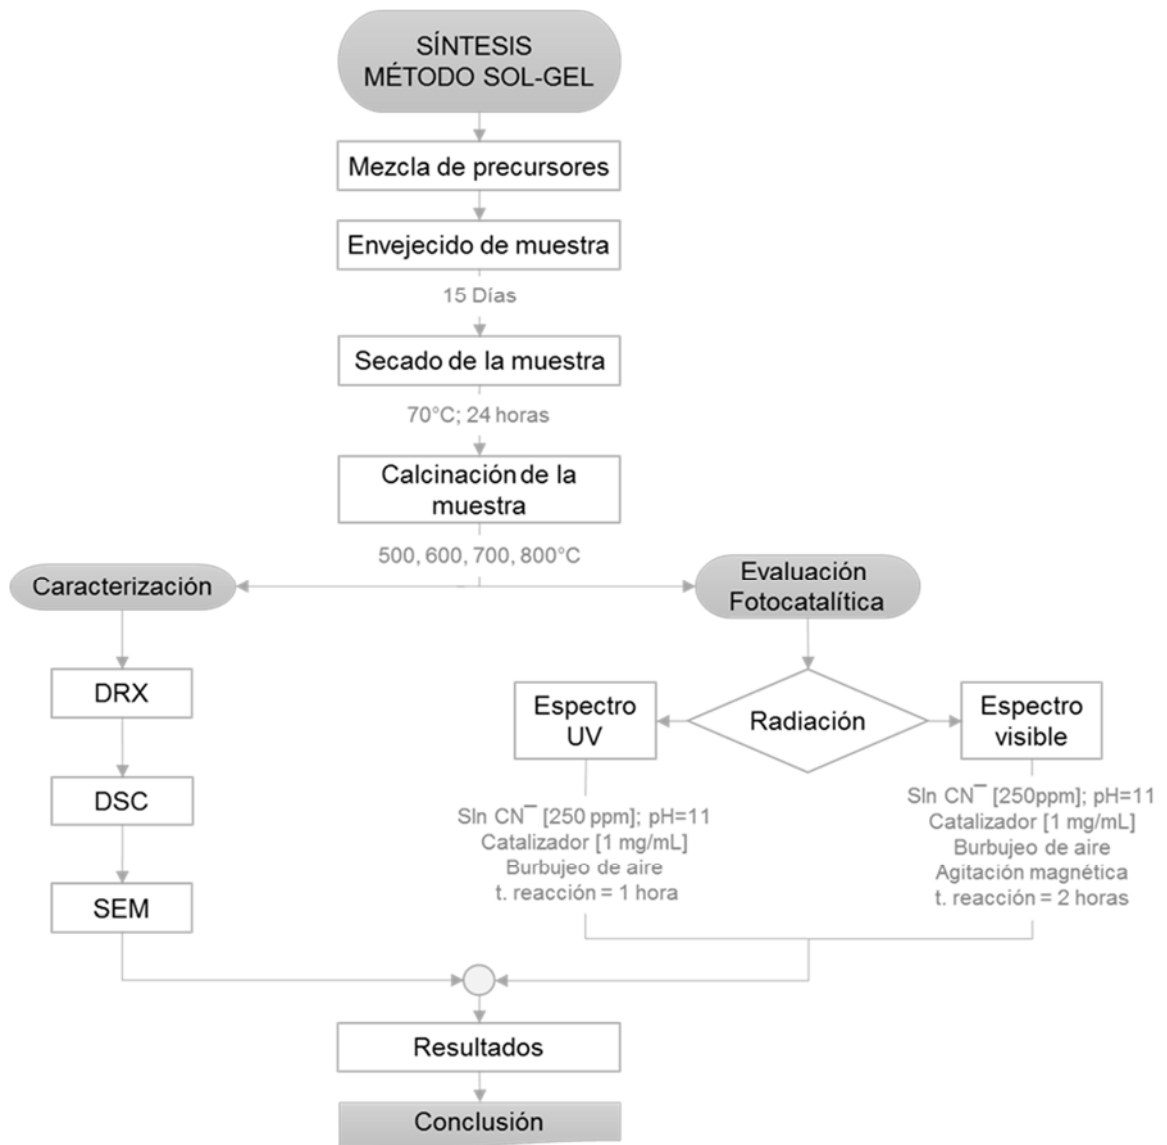 SÍNTESIS
MÉTODO SOL-GEL
Mezcla de precursores
Envejecido de muestra
15 Días
Secado de la muestra
70°C; 24 horas
Calcinación de la
muestra
500, 600, 700, 800°C
Caracterización
DRX
DSC
SEM
Evaluación
Fotocatalítica
Radiación
Espectro
UV
Sln CN⁻ [250 ppm]; pH=11
Catalizador [1 mg/mL]
Burbujeo de aire
t. reacción = 1 hora
Espectro
visible
Sln CN⁻ [250ppm]; pH=11
Catalizador [1 mg/mL]
Burbujeo de aire
Agitación magnética
t. reacción = 2 horas
Resultados
Conclusión